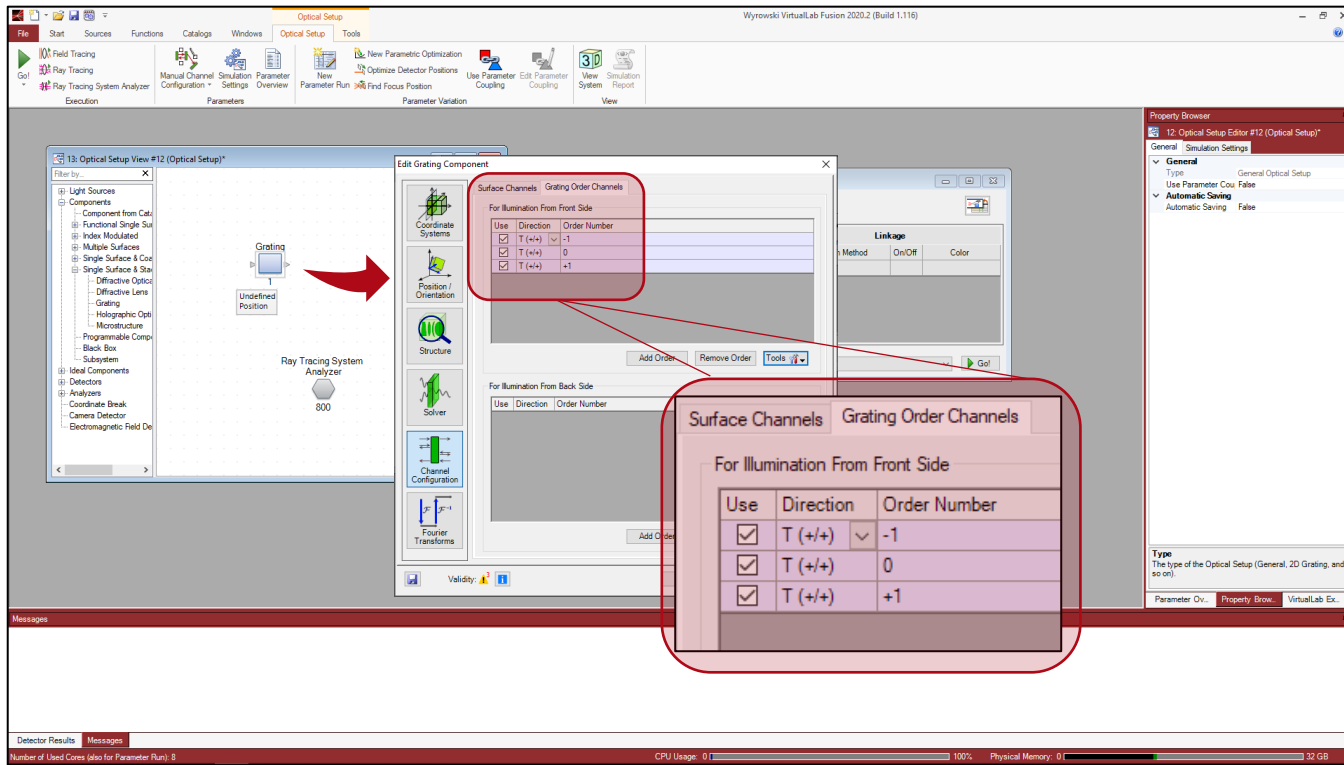 Optical Setup
Wyrowski VirtualLab Fusion 2020.2 (Build 1.116)
File Start Sources Functions Catalogs Windows Optical Setup Tools
Go!
Field Tracing
Ray Tracing
Ray Tracing System Analyzer
Execution
Manual Channel Configuration
Simulation Settings
Parameter Overview
Parameters
New Parameter Run
New Parametric Optimization
Optimize Detector Positions
Find Focus Position
Use Parameter Coupling
Edit Parameter Coupling
Parameter Variation
3D
View System
Simulation Report
View
13: Optical Setup View #12 (Optical Setup)*
Filter by...
X
Light Sources
Components
Component from Cata
Functional Single Sur
Index Modulated
Multiple Surfaces
Single Surface & Coa
Single Surface & Sta
Diffractive Optica
Diffractive Lens
Grating
Holographic Opti
Microstructure
Programmable Compo
Black Box
Subsystem
Ideal Components
Detectors
Analyzers
Coordinate Break
Camera Detector
Electromagnetic Field De
Grating
1
Undefined
Position
Ray Tracing System
Analyzer
800
Edit Grating Component
Coordinate
Systems
Position /
Orientation
Structure
Solver
Channel
Configuration
F F-1
Fourier
Transforms
Surface Channels Grating Order Channels
For Illumination From Front Side
Use Direction Order Number
T (+/+) -1
T (+/+) 0
T (+/+) +1
Add Order Remove Order Tools
For Illumination From Back Side
Use Direction Order Number
Add Order
Validity: 3
Linkage
Method On/Off Color
Go!
Surface Channels Grating Order Channels
For Illumination From Front Side
Use Direction Order Number
T (+/+) -1
T (+/+) 0
T (+/+) +1
Property Browser
12: Optical Setup Editor #12 (Optical Setup)*
General Simulation Settings
General
Type General Optical Setup
Use Parameter Cou False
Automatic Saving
Automatic Saving False
Type
The type of the Optical Setup (General, 2D Grating, and
so on).
Parameter Ov... Property Brow... VirtualLab Ex...
Messages
Detector Results Messages
Number of Used Cores (also for Parameter Run): 8
CPU Usage: 0 100% Physical Memory: 0 32 GB